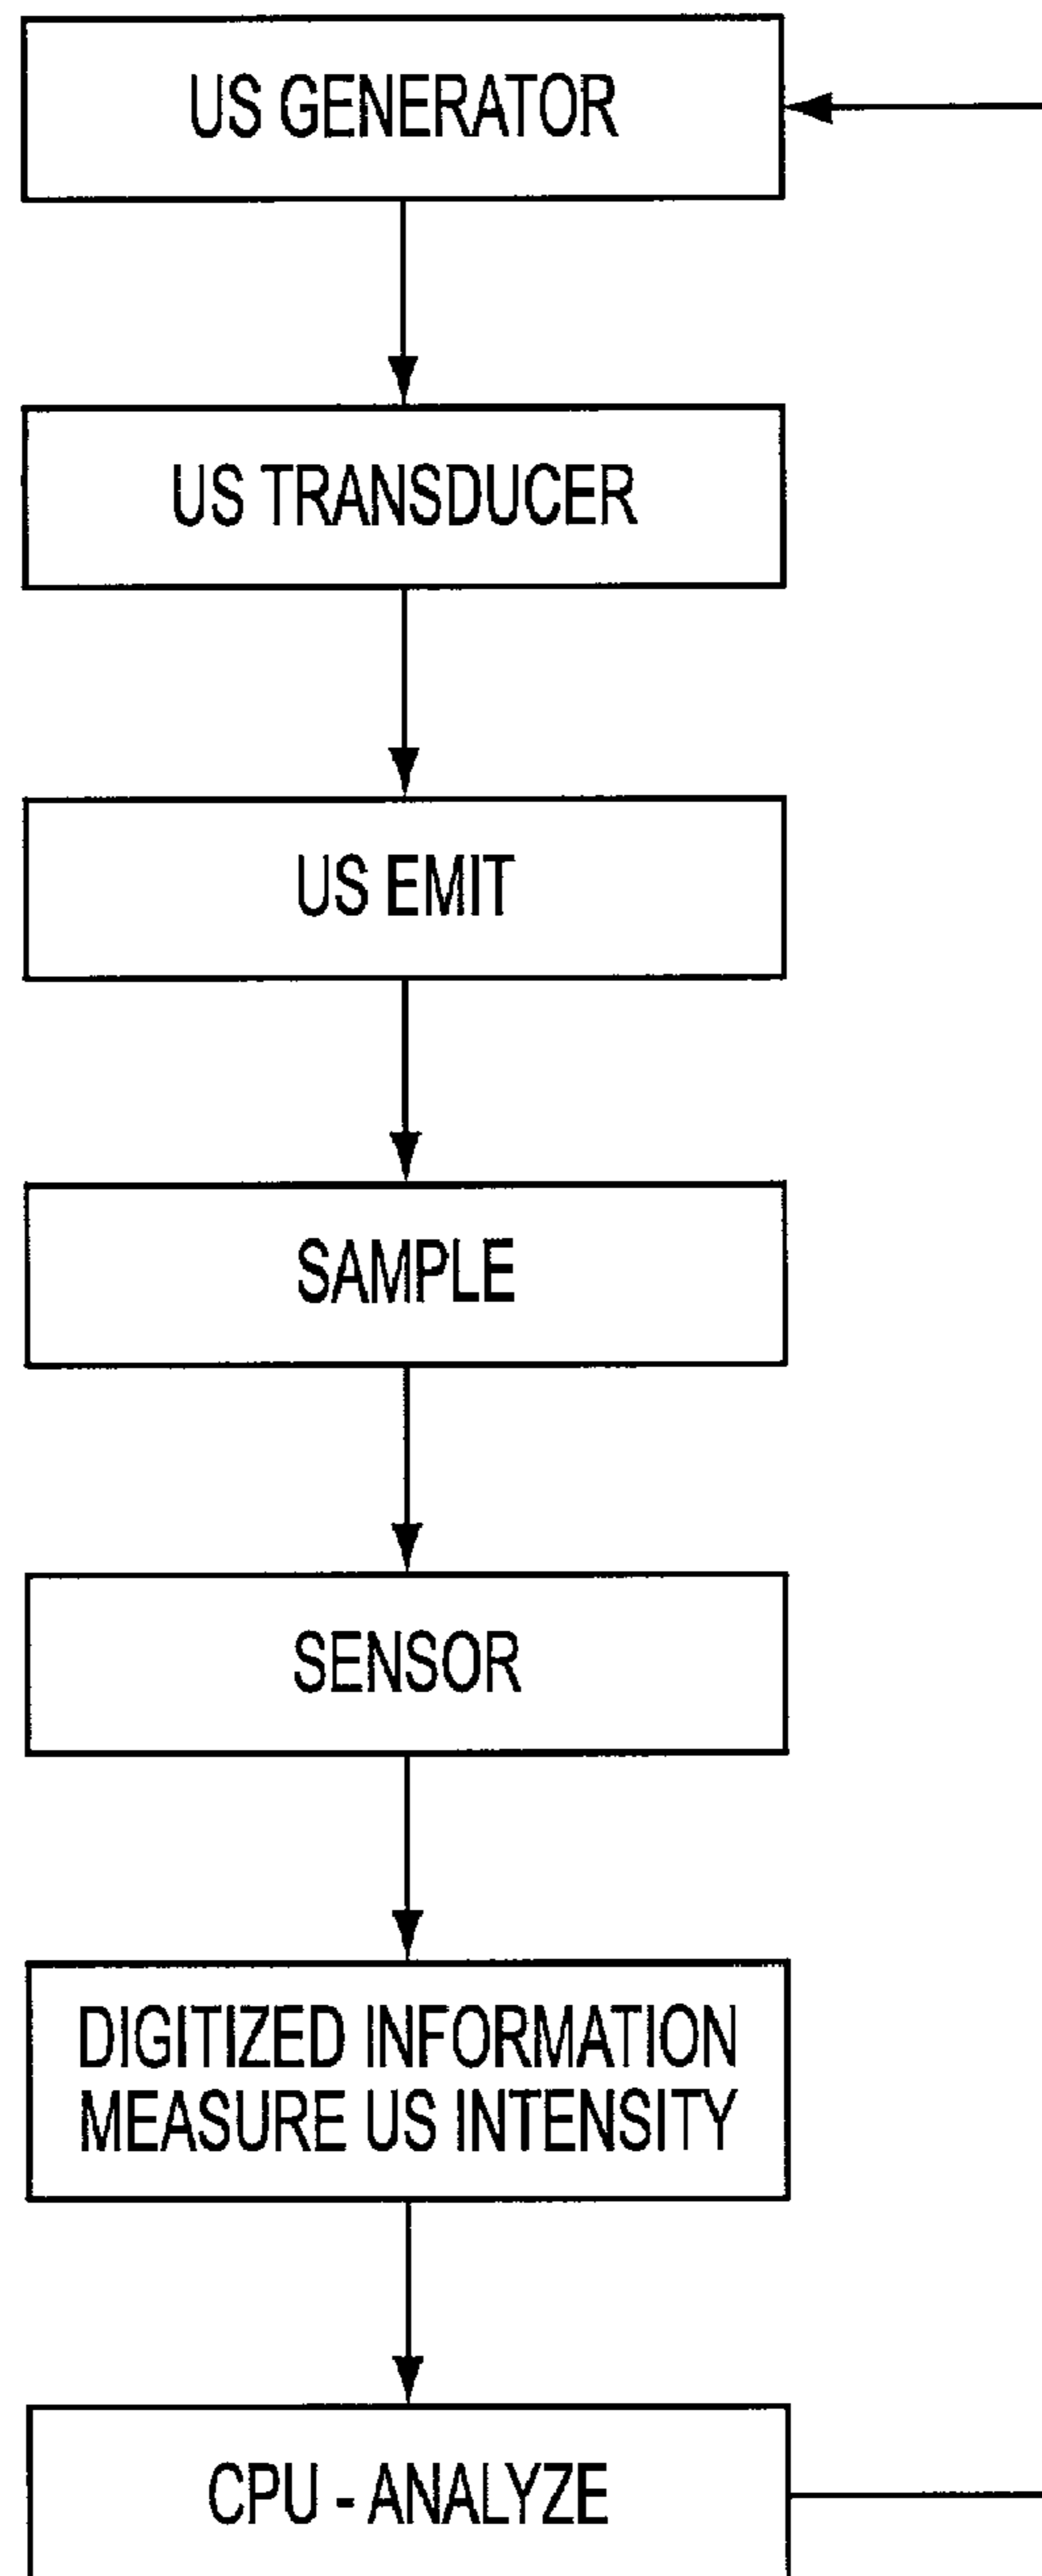 US GENERATOR
US TRANSDUCER
US EMIT
SAMPLE
SENSOR
DIGITIZED INFORMATION
MEASURE US INTENSITY
CPU - ANALYZE